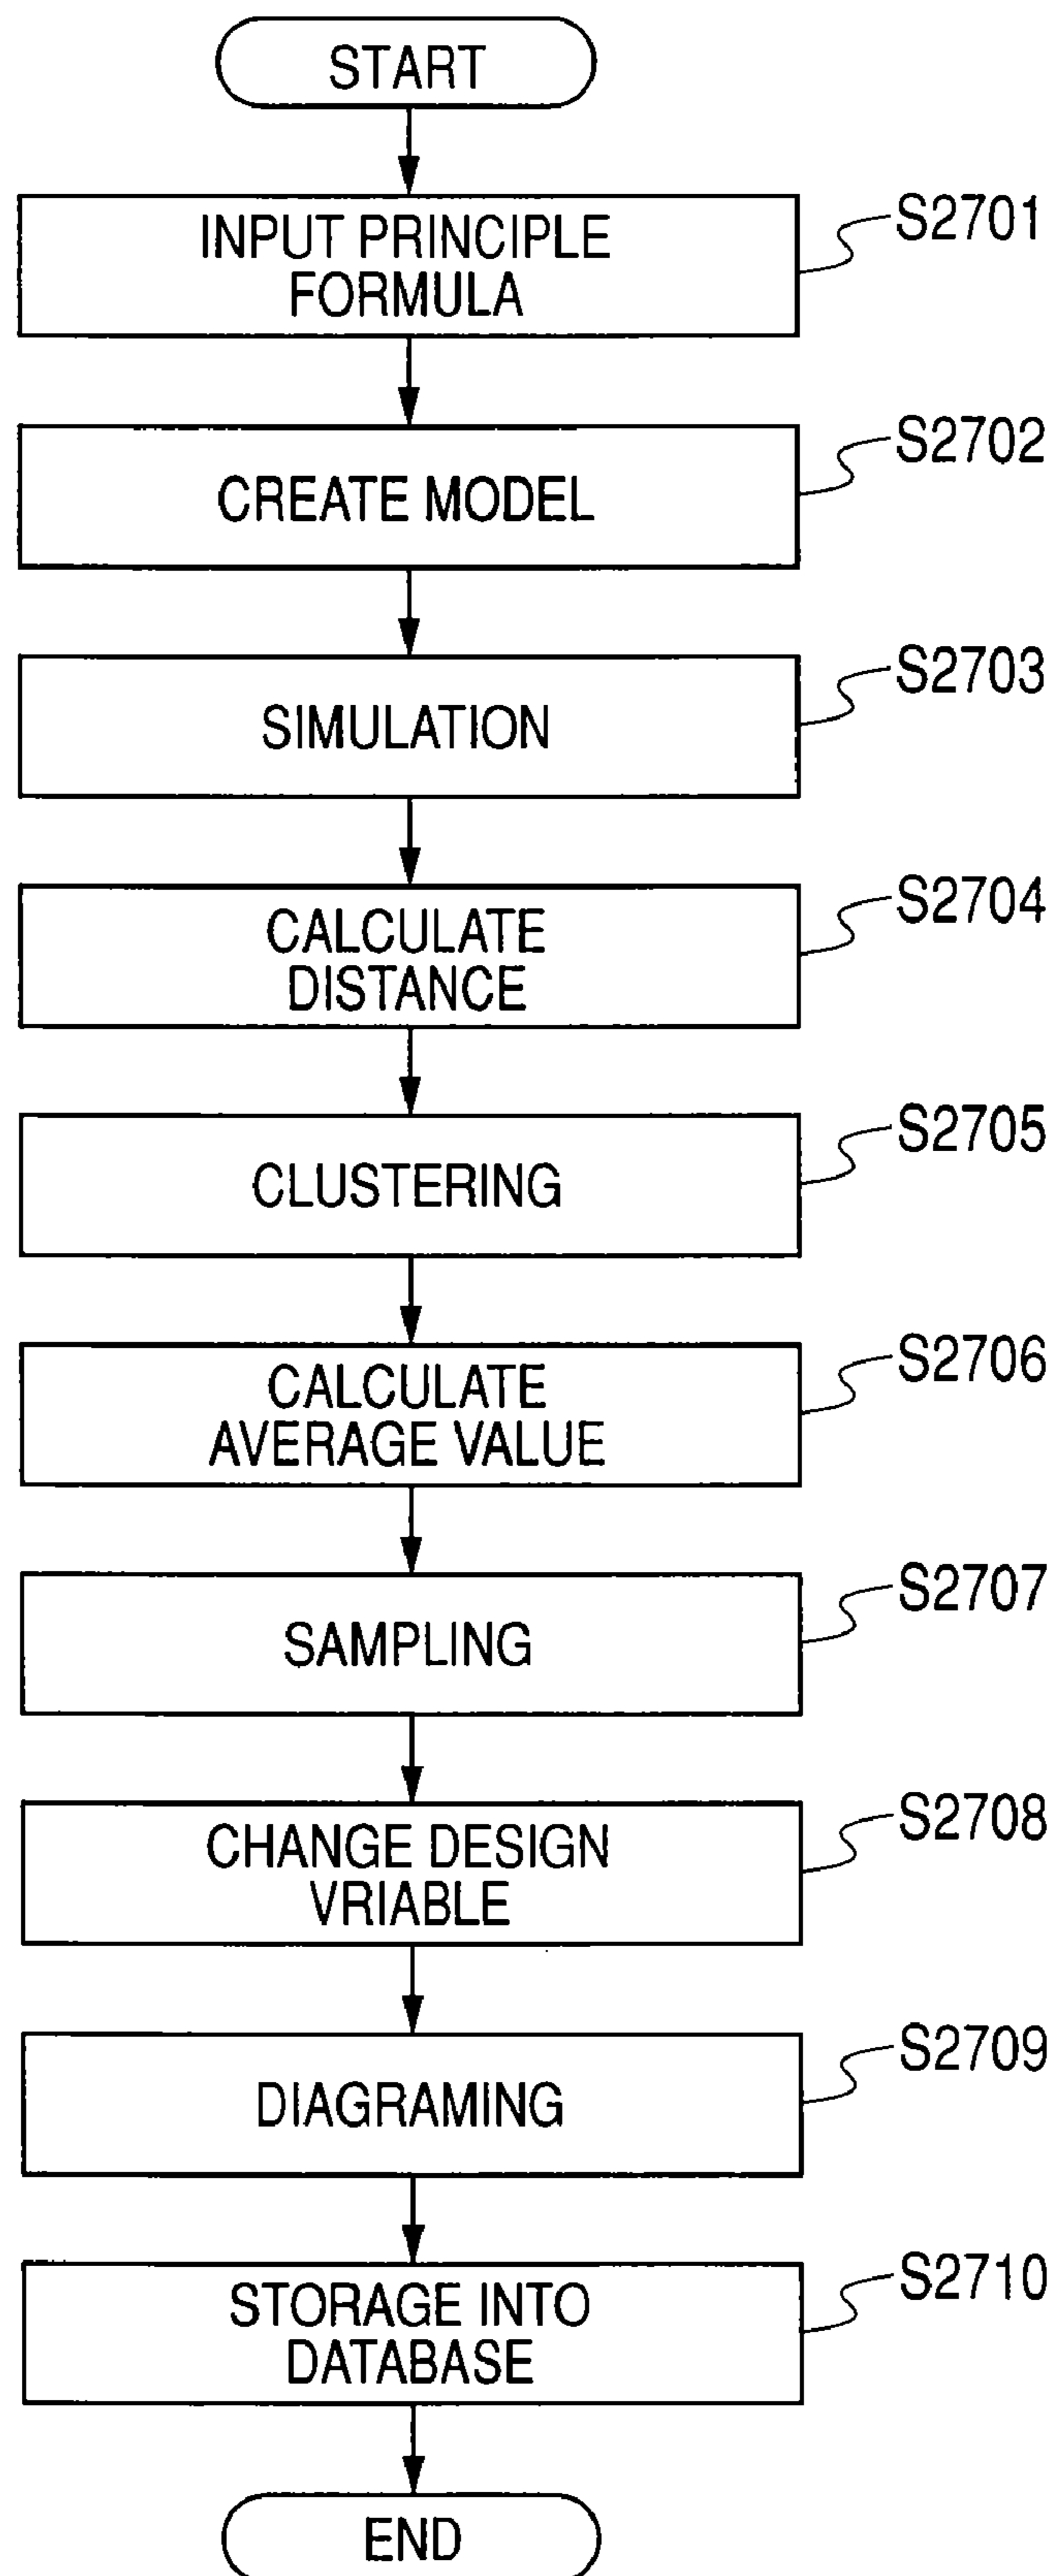 START
INPUT PRINCIPLE
FORMULA
S2701
CREATE MODEL
S2702
SIMULATION
S2703
CALCULATE
DISTANCE
S2704
CLUSTERING
S2705
CALCULATE
AVERAGE VALUE
S2706
SAMPLING
S2707
CHANGE DESIGN
VRIABLE
S2708
DIAGRAMING
S2709
STORAGE INTO
DATABASE
S2710
END